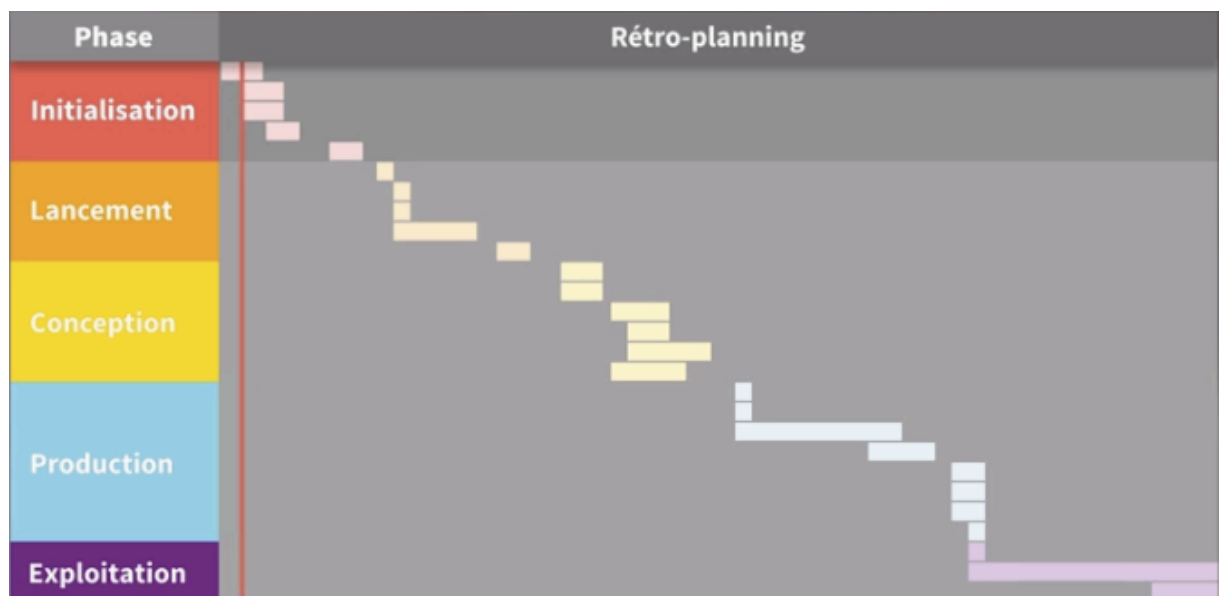 Phase
Rétro-planning
Initialisation
Lancement
Conception
Production
Exploitation